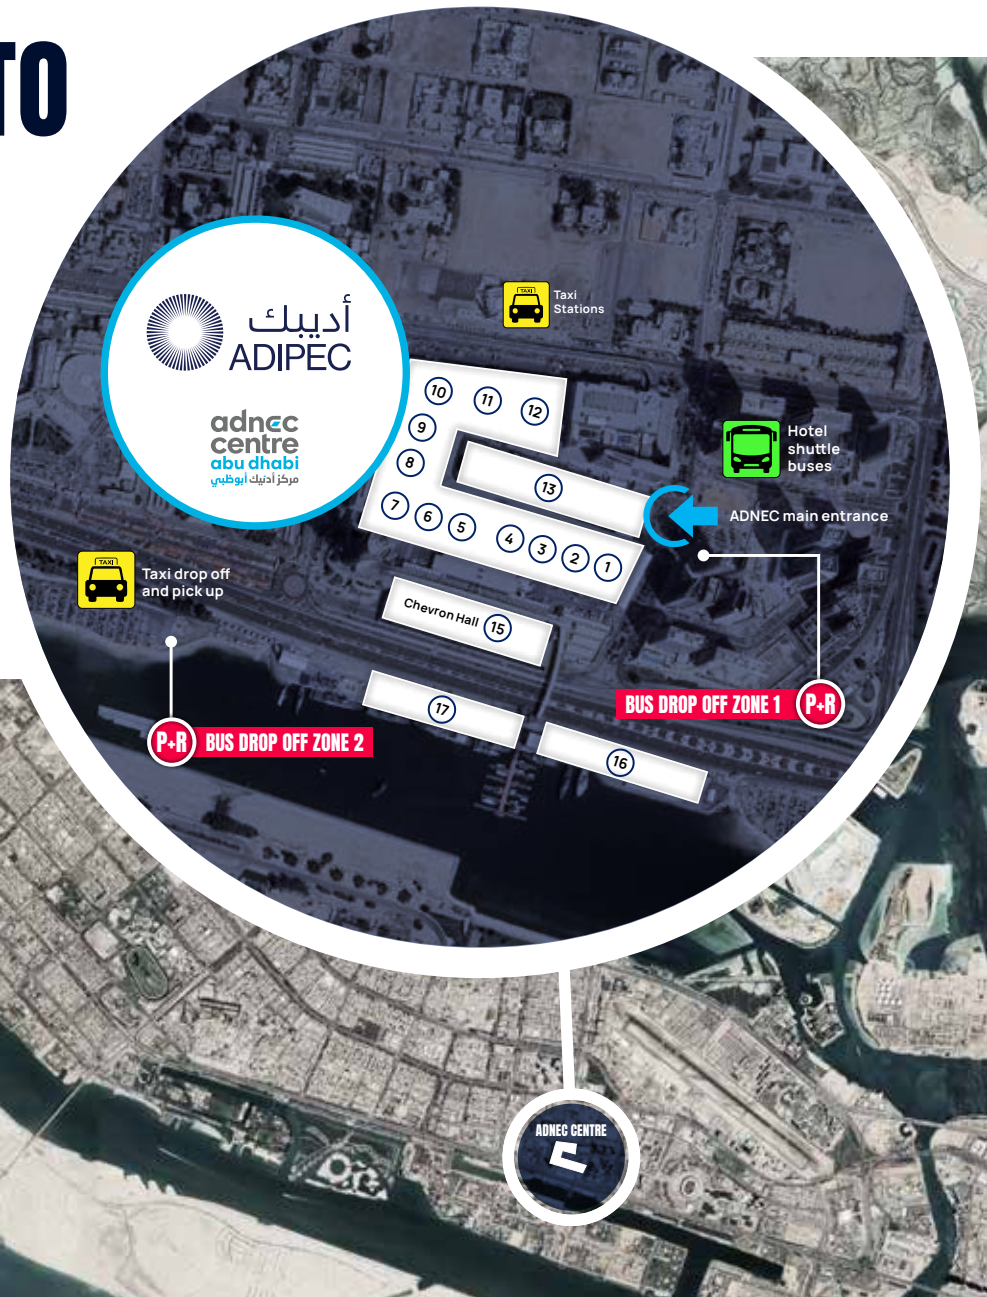 TO
TAXI
Taxi
Stations
أديبك
ADIPEC
adnec
centre
abu dhabi
مركز أدنيك أبوظبي
10
11
12
9
8
13
7
6
5
4
3
2
1
Hotel
shuttle
buses
ADNEC main entrance
TAXI
Taxi drop off
and pick up
Chevron Hall 15
17
16
BUS DROP OFF ZONE 1 P+R
P+R BUS DROP OFF ZONE 2
ADNEC CENTRE